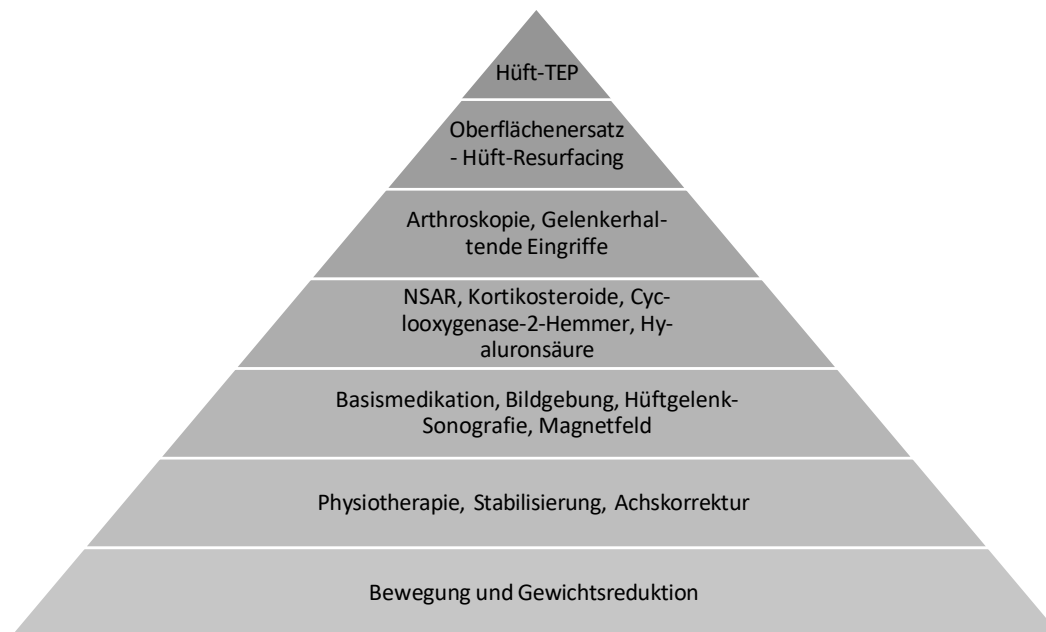 Hüft-TEP
Oberflächenersatz
- Hüft-Resurfacing
Arthroskopie, Gelenkerhal-
tende Eingriffe
NSAR, Kortikosteroide, Cyc-
looxygenase-2-Hemmer, Hy-
aluronsäure
Basismedikation, Bildgebung, Hüftgelenk-
Sonografie, Magnetfeld
Physiotherapie, Stabilisierung, Achskorrektur
Bewegung und Gewichtsreduktion